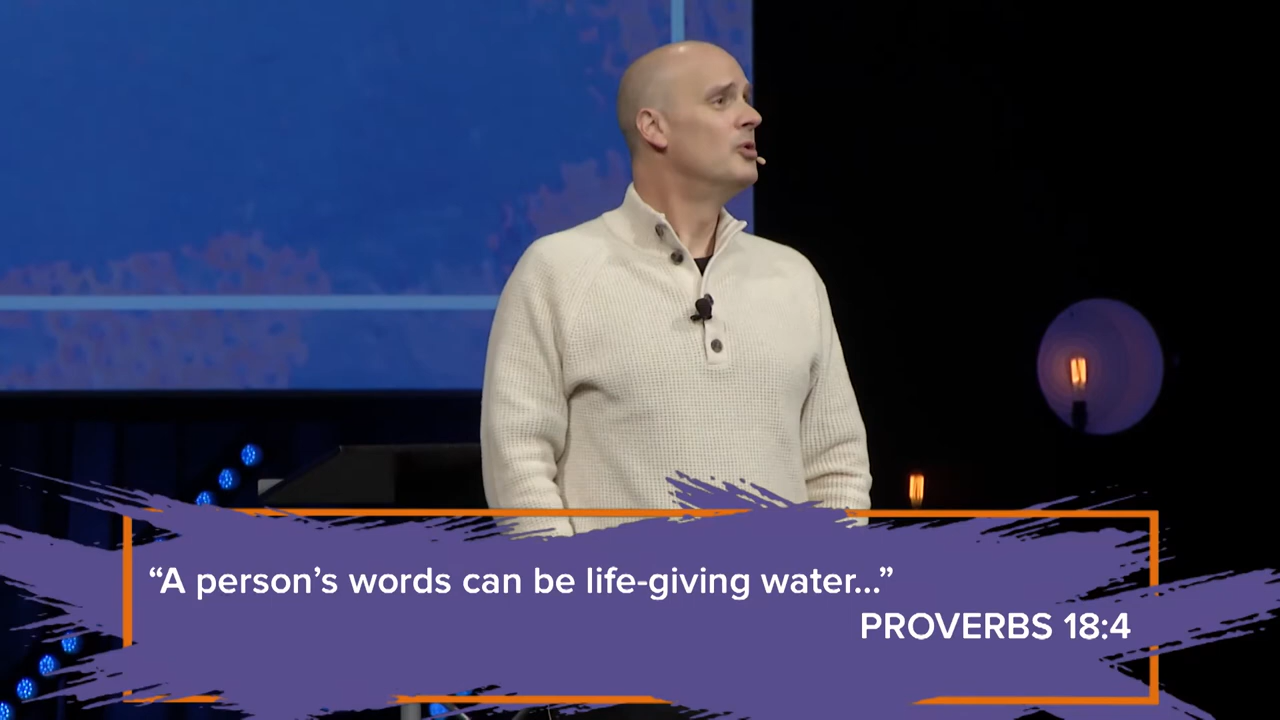 “A person’s words can be life-giving water...”
PROVERBS 18:4